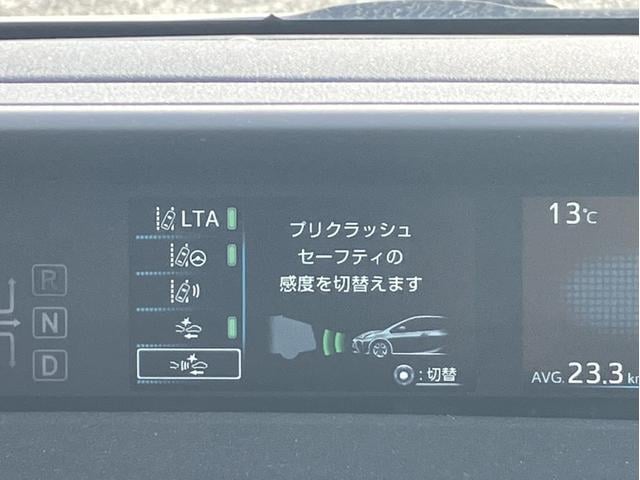 LTA
プリクラッシュ
セーフティの
感度を切替えます
:切替
R
N
D
13℃
AVG. 23.3 km